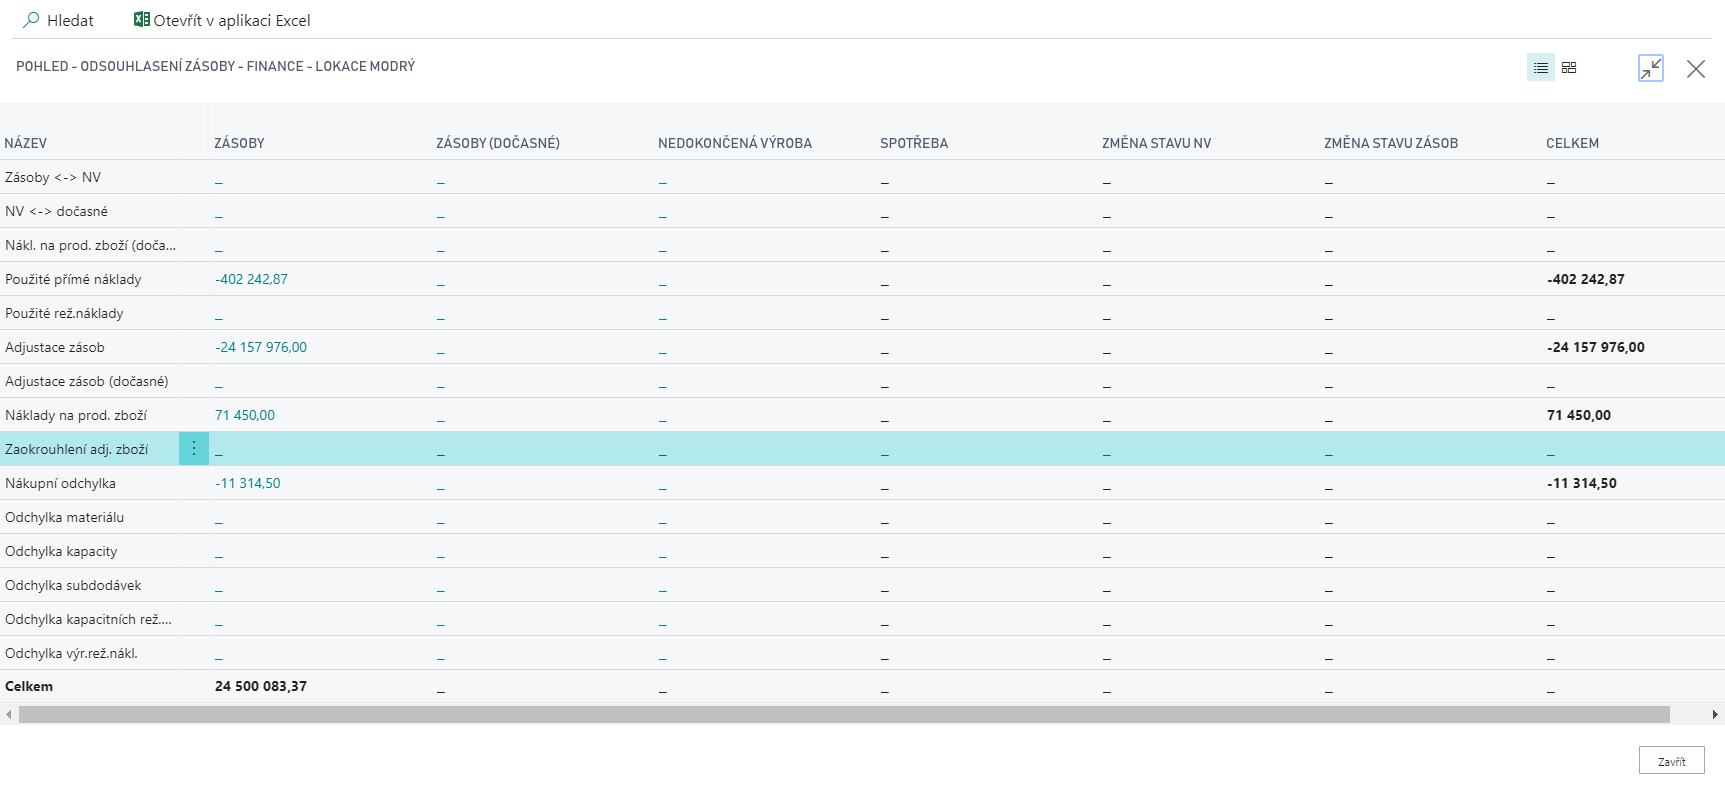 Hledat Otevřít v aplikaci Excel
POHLED - ODSOUHLASENÍ ZÁSOBY - FINANCE - LOKACE MODRÝ
NÁZEV ZÁSOBY ZÁSOBY (DOČASNÉ) NEDOKONČENÁ VÝROBA SPOTŘEBA ZMĚNA STAVU NV ZMĚNA STAVU ZÁSOB CELKEM
Zásoby <-> NV _ _ _ _ _ _ _
NV <-> dočasné _ _ _ _ _ _ _
Nákl. na prod. zboží (doča... _ _ _ _ _ _ _
Použité přímé náklady -402 242,87 _ _ _ _ _ -402 242,87
Použité rež.náklady _ _ _ _ _ _ _
Adjustace zásob -24 157 976,00 _ _ _ _ _ -24 157 976,00
Adjustace zásob (dočasné) _ _ _ _ _ _ _
Náklady na prod. zboží 71 450,00 _ _ _ _ _ 71 450,00
Zaokrouhlení adj. zboží _ _ _ _ _ _ _
Nákupní odchylka -11 314,50 _ _ _ _ _ -11 314,50
Odchylka materiálu _ _ _ _ _ _ _
Odchylka kapacity _ _ _ _ _ _ _
Odchylka subdodávek _ _ _ _ _ _ _
Odchylka kapacitních rež.... _ _ _ _ _ _ _
Odchylka výr.rež.nákl. _ _ _ _ _ _ _
Celkem 24 500 083,37 _ _ _ _ _ _
Zavřít